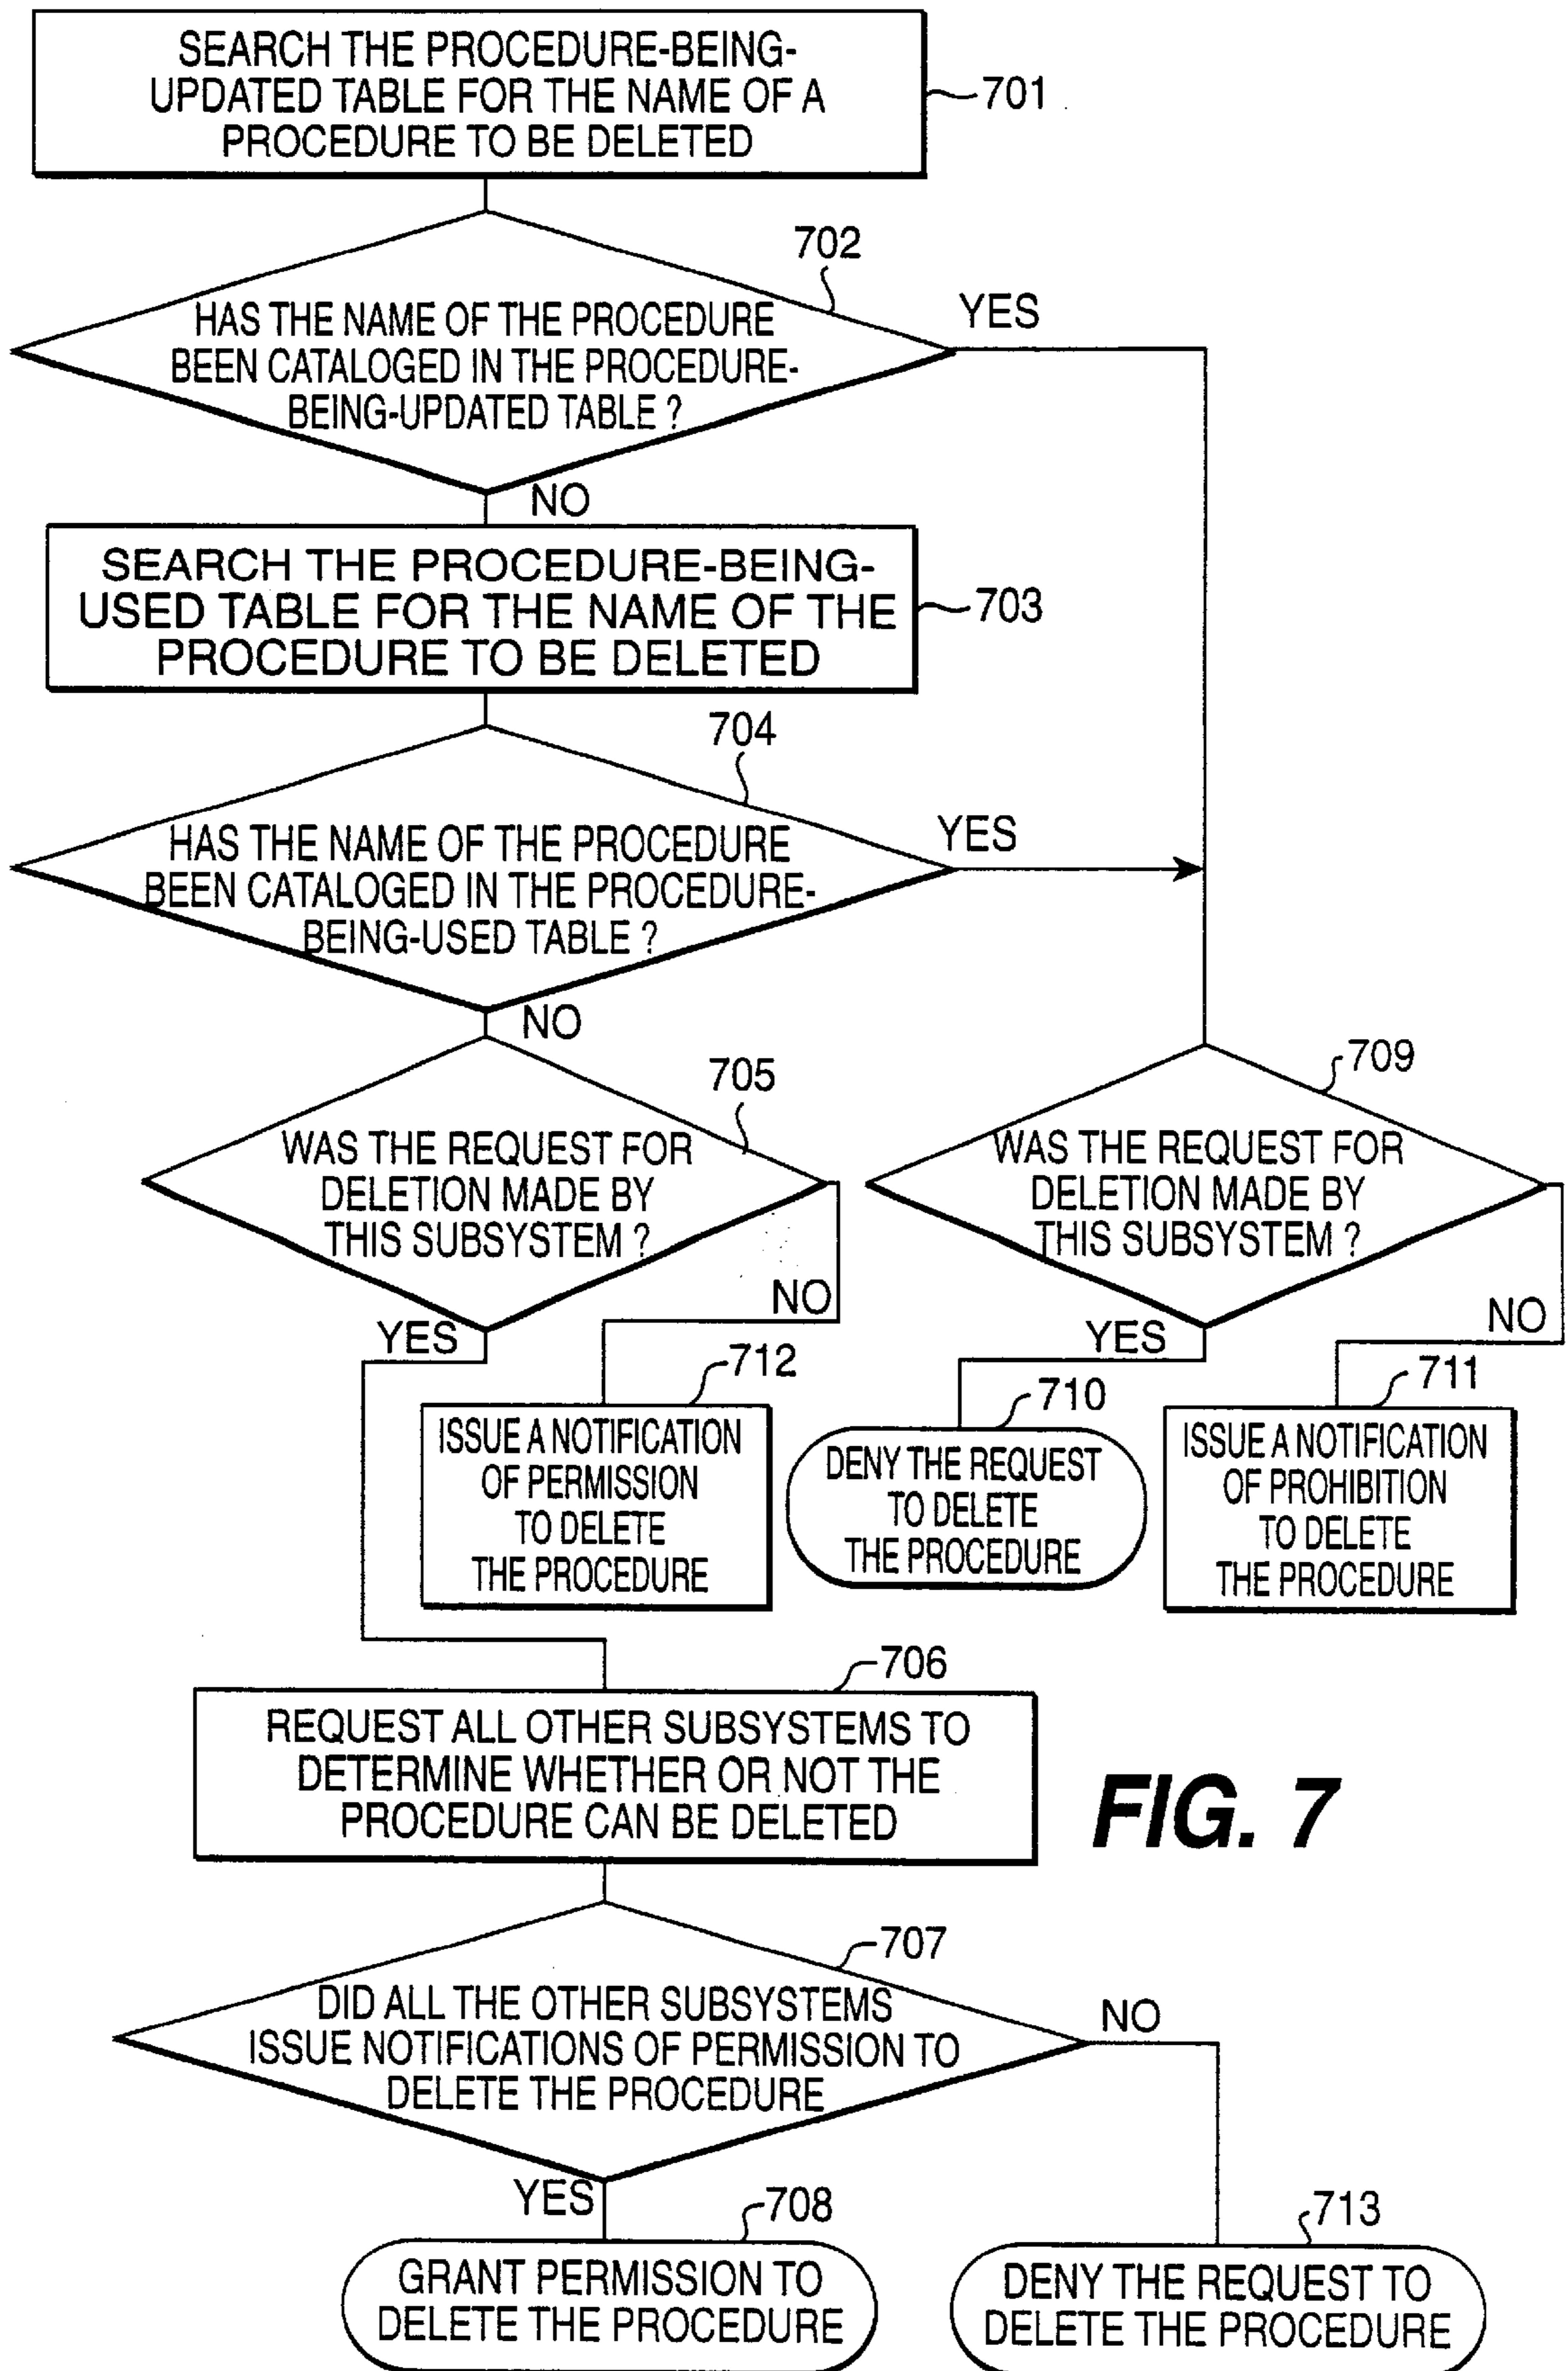 SEARCH THE PROCEDURE-BEING-
UPDATED TABLE FOR THE NAME OF A
PROCEDURE TO BE DELETED
701
702
HAS THE NAME OF THE PROCEDURE
BEEN CATALOGED IN THE PROCEDURE-
BEING-UPDATED TABLE ?
YES
NO
SEARCH THE PROCEDURE-BEING-
USED TABLE FOR THE NAME OF THE
PROCEDURE TO BE DELETED
703
704
HAS THE NAME OF THE PROCEDURE
BEEN CATALOGED IN THE PROCEDURE-
BEING-USED TABLE ?
YES
NO
705
WAS THE REQUEST FOR
DELETION MADE BY
THIS SUBSYSTEM ?
NO
YES
709
WAS THE REQUEST FOR
DELETION MADE BY
THIS SUBSYSTEM ?
NO
YES
712
ISSUE A NOTIFICATION
OF PERMISSION
TO DELETE
THE PROCEDURE
710
DENY THE REQUEST
TO DELETE
THE PROCEDURE
711
ISSUE A NOTIFICATION
OF PROHIBITION
TO DELETE
THE PROCEDURE
706
REQUEST ALL OTHER SUBSYSTEMS TO
DETERMINE WHETHER OR NOT THE
PROCEDURE CAN BE DELETED
FIG. 7
707
DID ALL THE OTHER SUBSYSTEMS
ISSUE NOTIFICATIONS OF PERMISSION TO
DELETE THE PROCEDURE
NO
YES
708
GRANT PERMISSION TO
DELETE THE PROCEDURE
713
DENY THE REQUEST TO
DELETE THE PROCEDURE